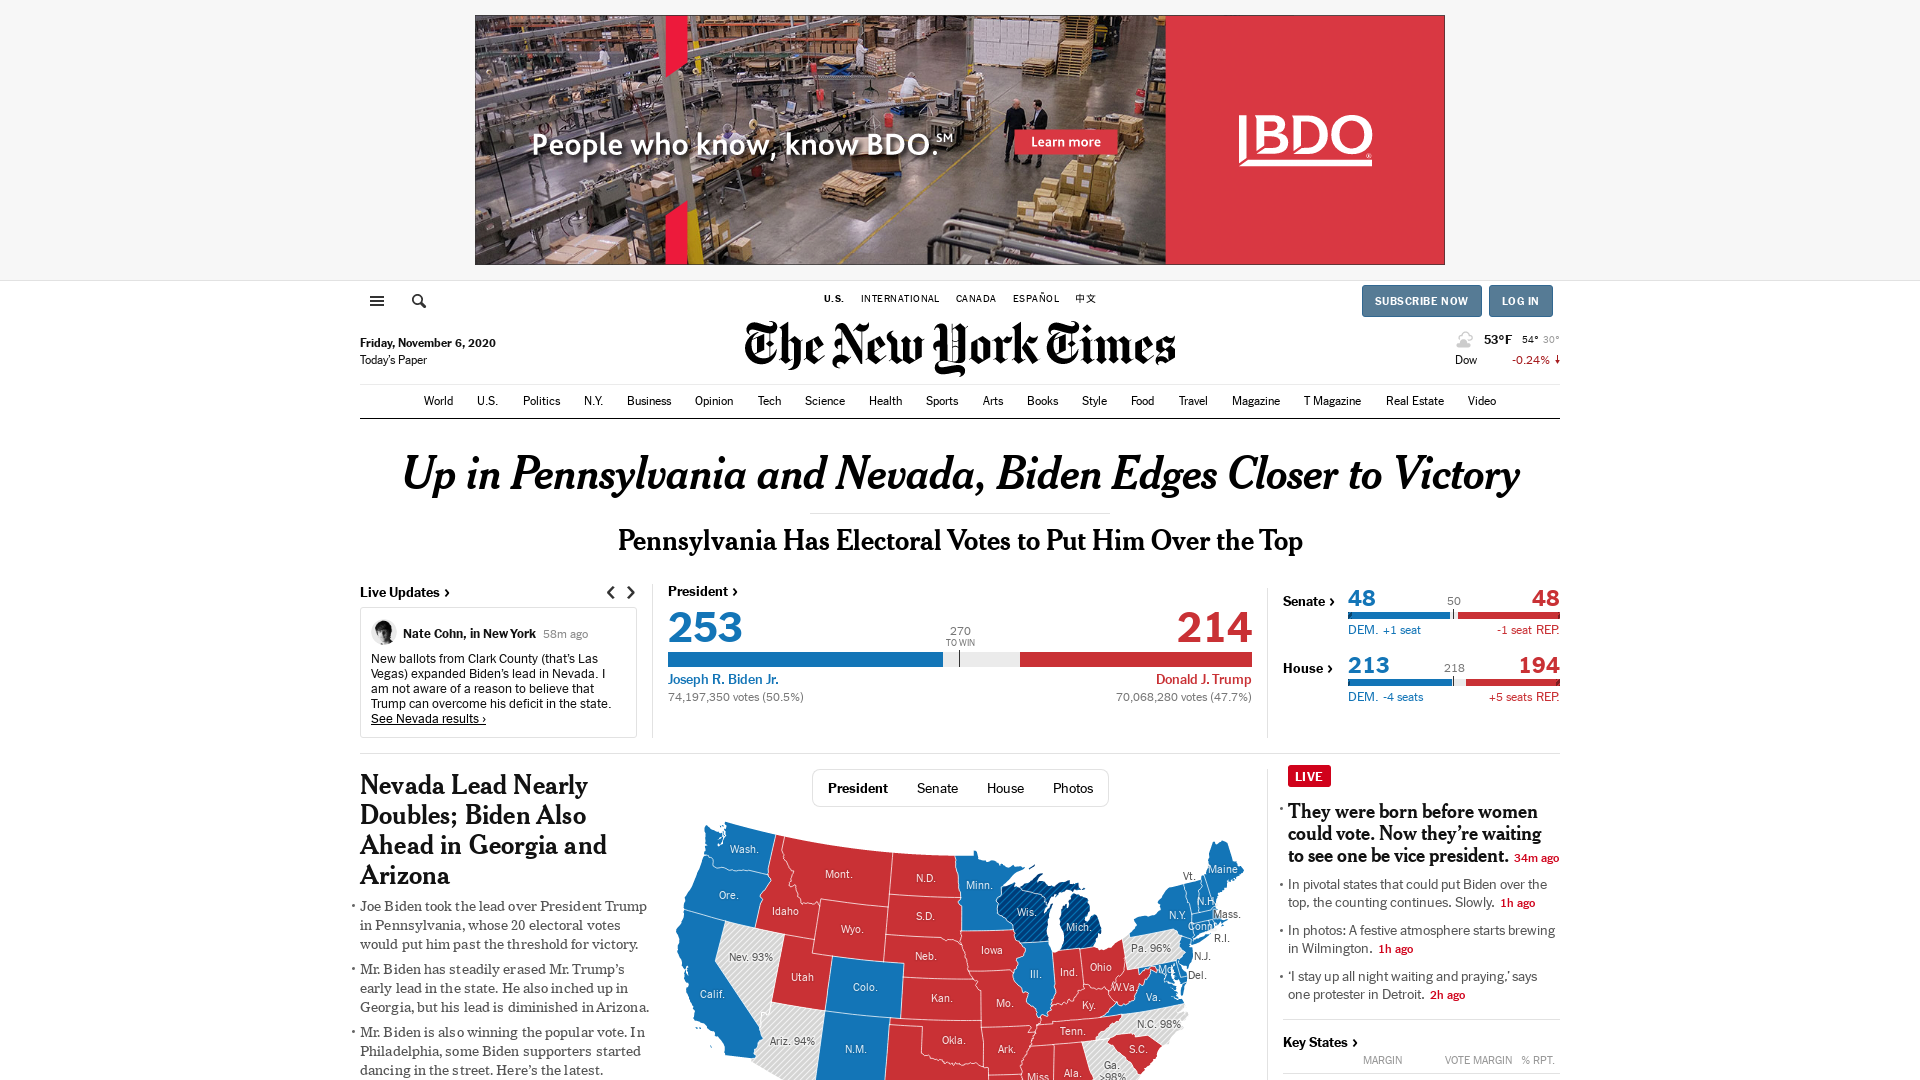 People who know, know BDO.℠
Learn more
BDO
U.S. INTERNATIONAL CANADA ESPAÑOL 中文
SUBSCRIBE NOW LOG IN
Friday, November 6, 2020
Today's Paper
The New York Times
53°F 54° 30°
Dow -0.24% ↓
World U.S. Politics N.Y. Business Opinion Tech Science Health Sports Arts Books Style Food Travel Magazine T Magazine Real Estate Video
Up in Pennsylvania and Nevada, Biden Edges Closer to Victory
Pennsylvania Has Electoral Votes to Put Him Over the Top
Live Updates ›
Nate Cohn, in New York 58m ago
New ballots from Clark County (that's Las
Vegas) expanded Biden's lead in Nevada. I
am not aware of a reason to believe that
Trump can overcome his deficit in the state.
See Nevada results ›
President ›
253 214
270
TO WIN
Joseph R. Biden Jr. Donald J. Trump
74,197,350 votes (50.5%) 70,068,280 votes (47.7%)
Senate › 48 50 48
DEM. +1 seat -1 seat REP.
House › 213 218 194
DEM. -4 seats +5 seats REP.
Nevada Lead Nearly
Doubles; Biden Also
Ahead in Georgia and
Arizona
• Joe Biden took the lead over President Trump
in Pennsylvania, whose 20 electoral votes
would put him past the threshold for victory.
• Mr. Biden has steadily erased Mr. Trump's
early lead in the state. He also inched up in
Georgia, but his lead is diminished in Arizona.
• Mr. Biden is also winning the popular vote. In
Philadelphia, some Biden supporters started
dancing in the street. Here's the latest.
President Senate House Photos
Wash.
Mont.
N.D.
Minn.
Vt.
Maine
Ore.
Idaho
S.D.
Wis.
Mich.
N.Y.
N.H.
Mass.
Wyo.
Conn.
R.I.
Nev. 93%
Neb.
Iowa
Pa. 96%
N.J.
Utah
Colo.
Ill.
Ind.
Ohio
Md.
Del.
Calif.
Kan.
Mo.
Ky.
W.Va.
Va.
Ariz. 94%
N.M.
Okla.
Ark.
Tenn.
N.C. 98%
S.C.
Miss.
Ala.
Ga.
>98%
LIVE
• They were born before women
could vote. Now they're waiting
to see one be vice president. 34m ago
• In pivotal states that could put Biden over the
top, the counting continues. Slowly. 1h ago
• In photos: A festive atmosphere starts brewing
in Wilmington. 1h ago
• 'I stay up all night waiting and praying,' says
one protester in Detroit. 2h ago
Key States ›
MARGIN VOTE MARGIN % RPT.